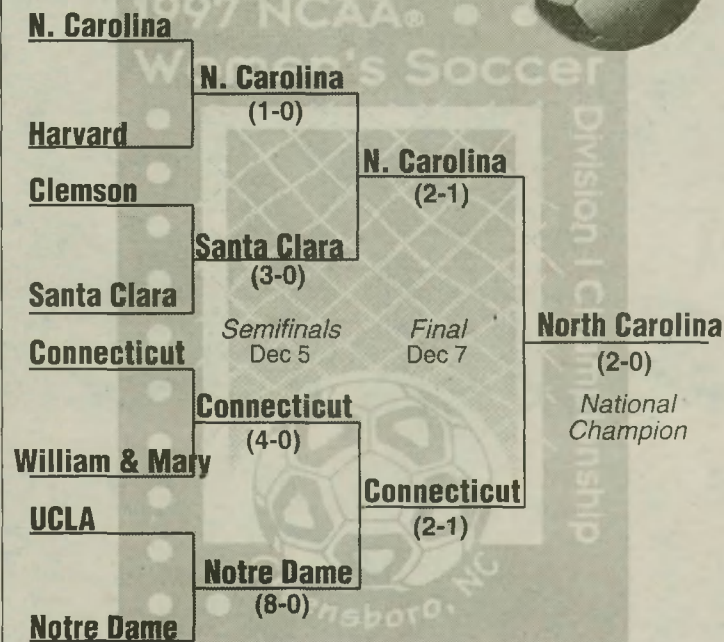 1997 NCAA®
Women's Soccer
Division I Championship
N. Carolina
Harvard
Clemson
Santa Clara
Connecticut
William & Mary
UCLA
Notre Dame
N. Carolina
(1-0)
Santa Clara
(3-0)
Semifinals
Dec 5
Connecticut
(4-0)
Notre Dame
(8-0)
N. Carolina
(2-1)
Final
Dec 7
Connecticut
(2-1)
North Carolina
(2-0)
National
Champion
NC